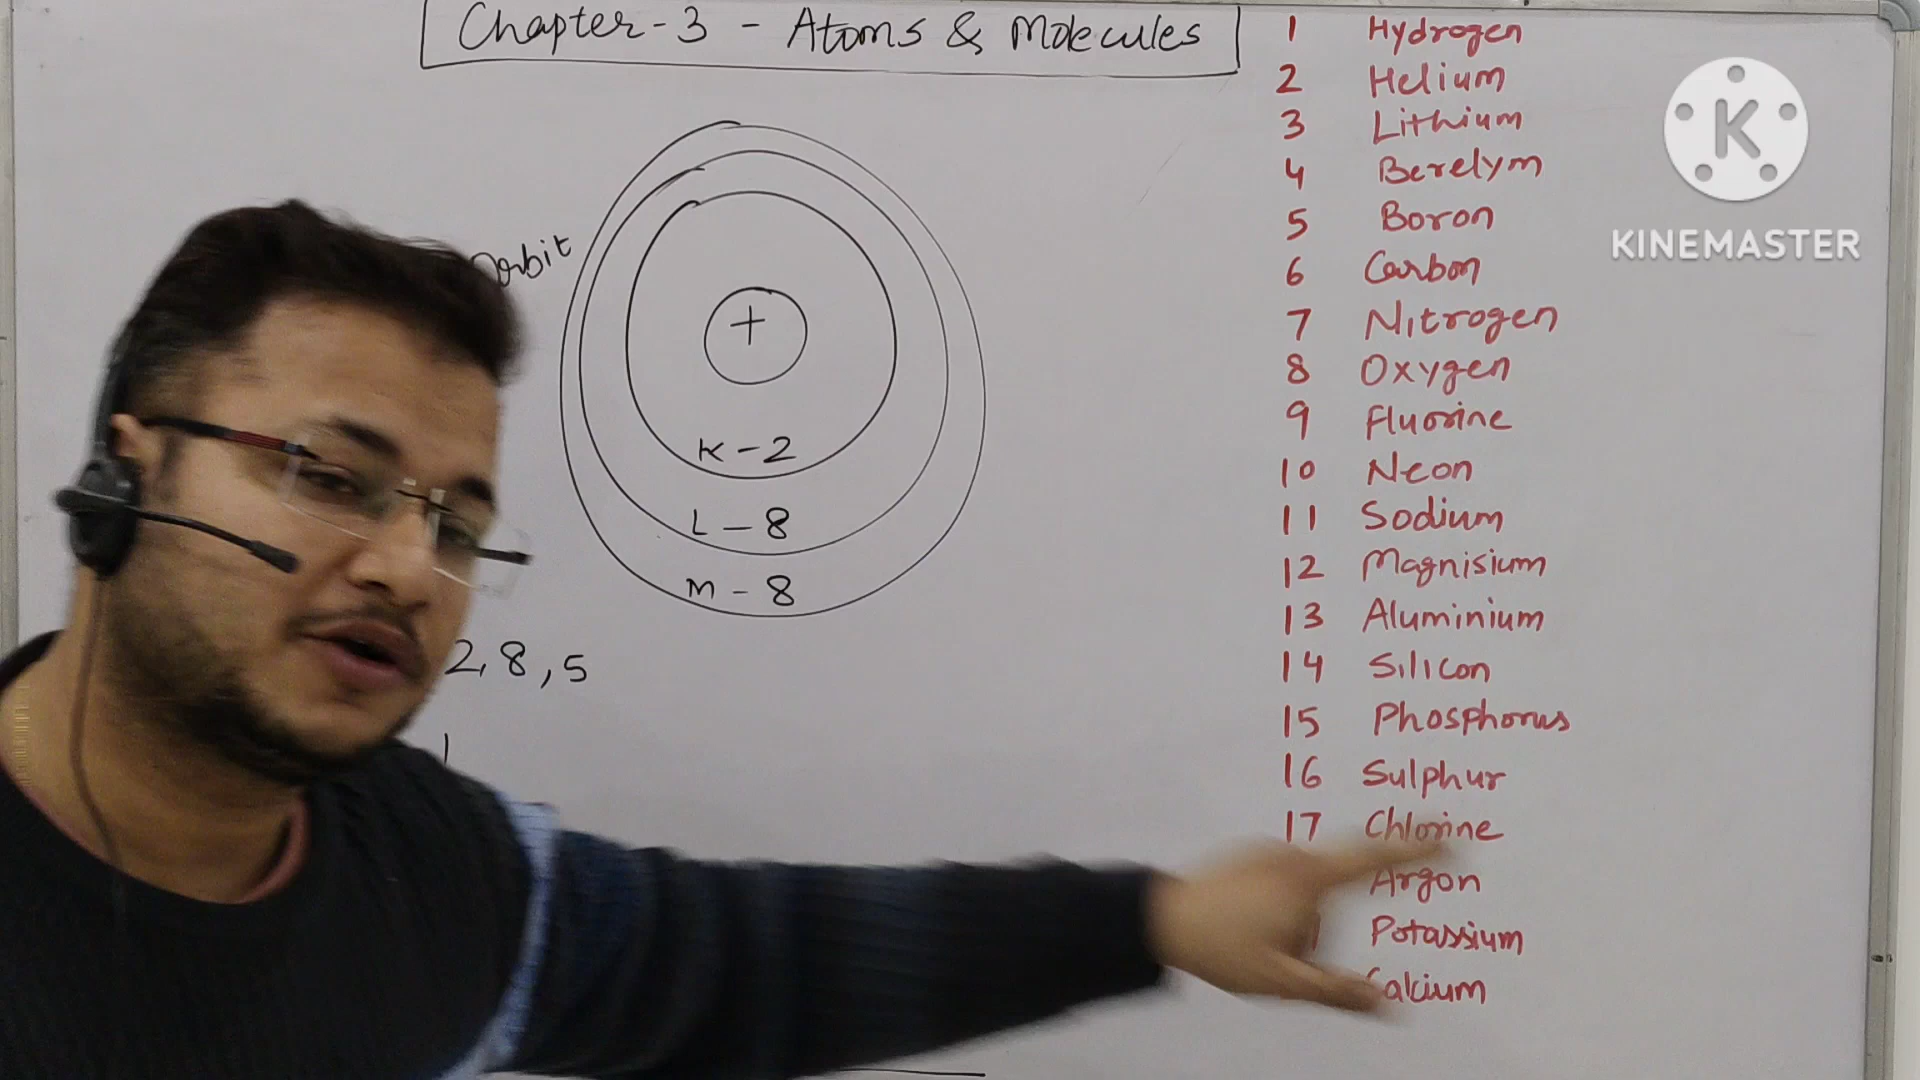 Chapter-3 - Atoms & Molecules
Orbit
+
K-2
L-8
M-8
2,8,5
1 Hydrogen
2 Helium
3 Lithium
4 Berelym
5 Boron
6 Carbon
7 Nitrogen
8 Oxygen
9 Fluorine
10 Neon
11 Sodium
12 Magnisium
13 Aluminium
14 Silicon
15 Phosphorus
16 Sulphur
17 Chlorine
Argon
Potassium
Calcium
K
KINEMASTER